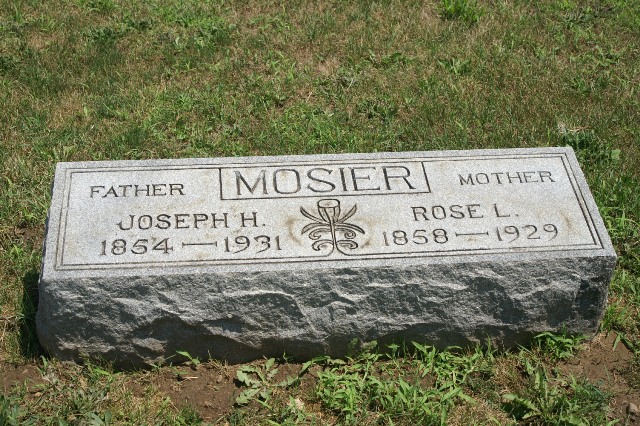 MOSIER
FATHER
JOSEPH H.
1854 — 1931
MOTHER
ROSE L.
1858 — 1929